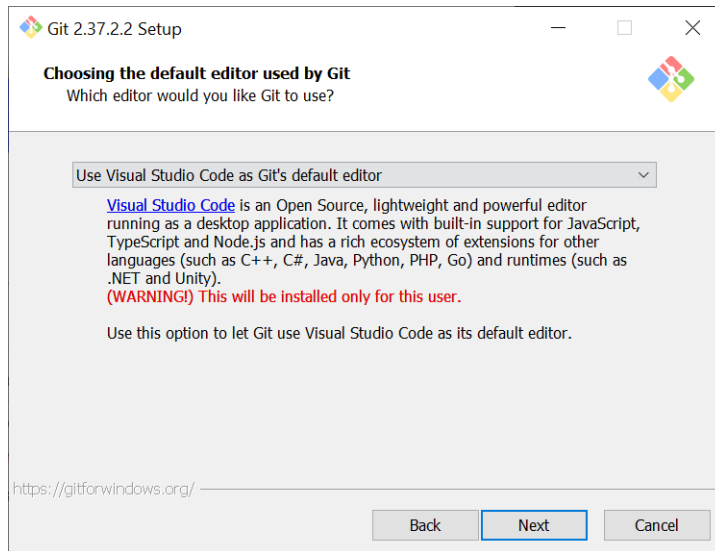 Git 2.37.2.2 Setup
Choosing the default editor used by Git
Which editor would you like Git to use?
Use Visual Studio Code as Git's default editor
Visual Studio Code is an Open Source, lightweight and powerful editor
running as a desktop application. It comes with built-in support for JavaScript,
TypeScript and Node.js and has a rich ecosystem of extensions for other
languages (such as C++, C#, Java, Python, PHP, Go) and runtimes (such as
.NET and Unity).
(WARNING!) This will be installed only for this user.
Use this option to let Git use Visual Studio Code as its default editor.
https://gitforwindows.org/
Back Next Cancel